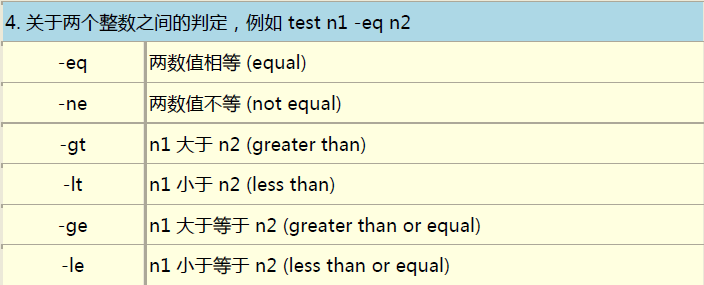 4. 关于两个整数之间的判定，例如 test n1 -eq n2
-eq 两数值相等 (equal)
-ne 两数值不等 (not equal)
-gt n1 大于 n2 (greater than)
-lt n1 小于 n2 (less than)
-ge n1 大于等于 n2 (greater than or equal)
-le n1 小于等于 n2 (less than or equal)